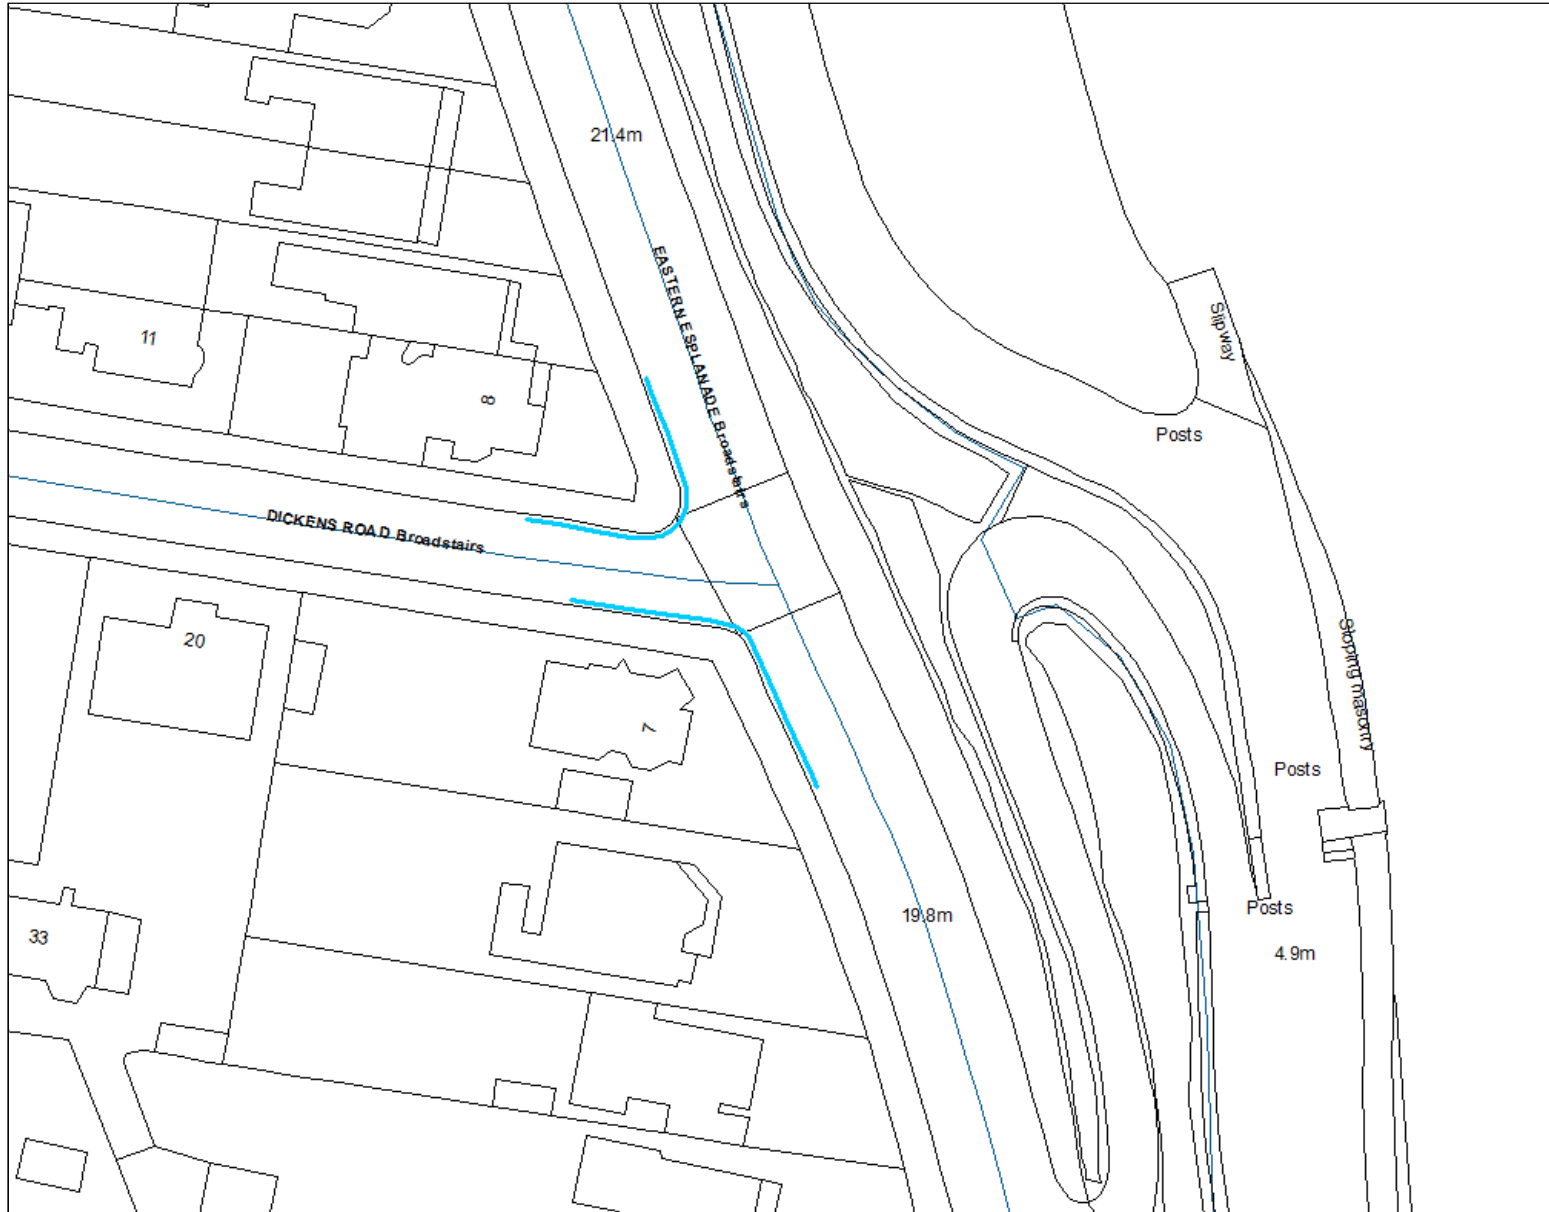 21.4m
EASTERN ESPLANADE Broadstairs
Slipway
11
8
Posts
DICKENS ROAD Broadstairs
20
Sloping masonry
7
Posts
Posts
19.8m
33
4.9m